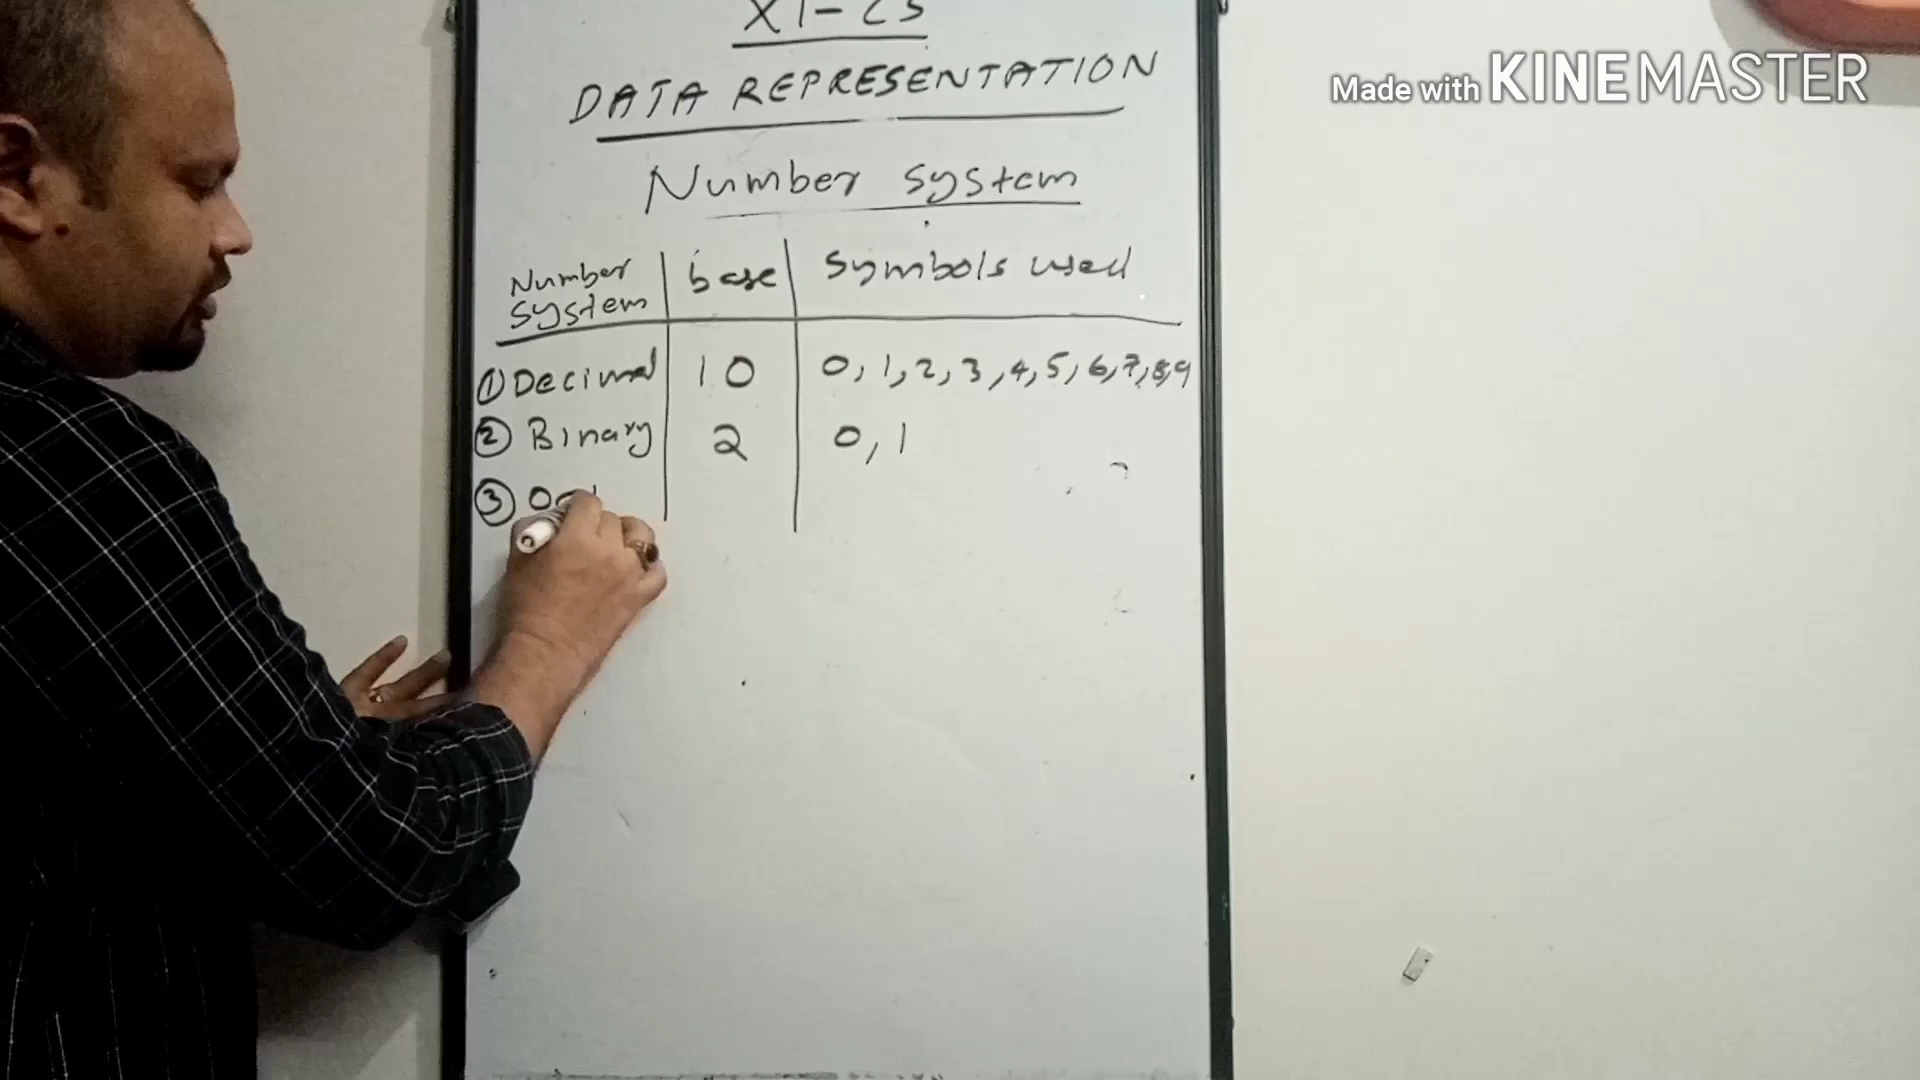 XI-CS
DATA REPRESENTATION
Number system
Number system | base | Symbols used
① Decimal | 10 | 0, 1, 2, 3, 4, 5, 6, 7, 8, 9
② Binary | 2 | 0, 1
③ Oct
Made with KINEMASTER